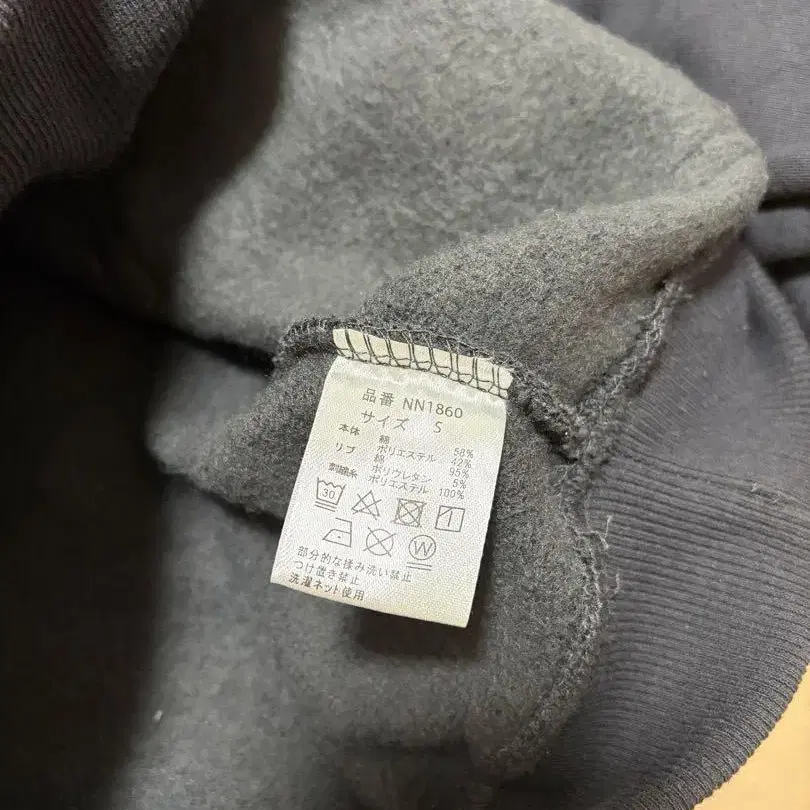 品番 NN1860
サイズ S
本体 綿 58%
ポリエステル 42%
リブ 綿 95%
ポリウレタン 5%
刺繍糸 ポリエステル 100%
30
W
部分的な揉み洗い禁止
つけ置き禁止
洗濯ネット使用